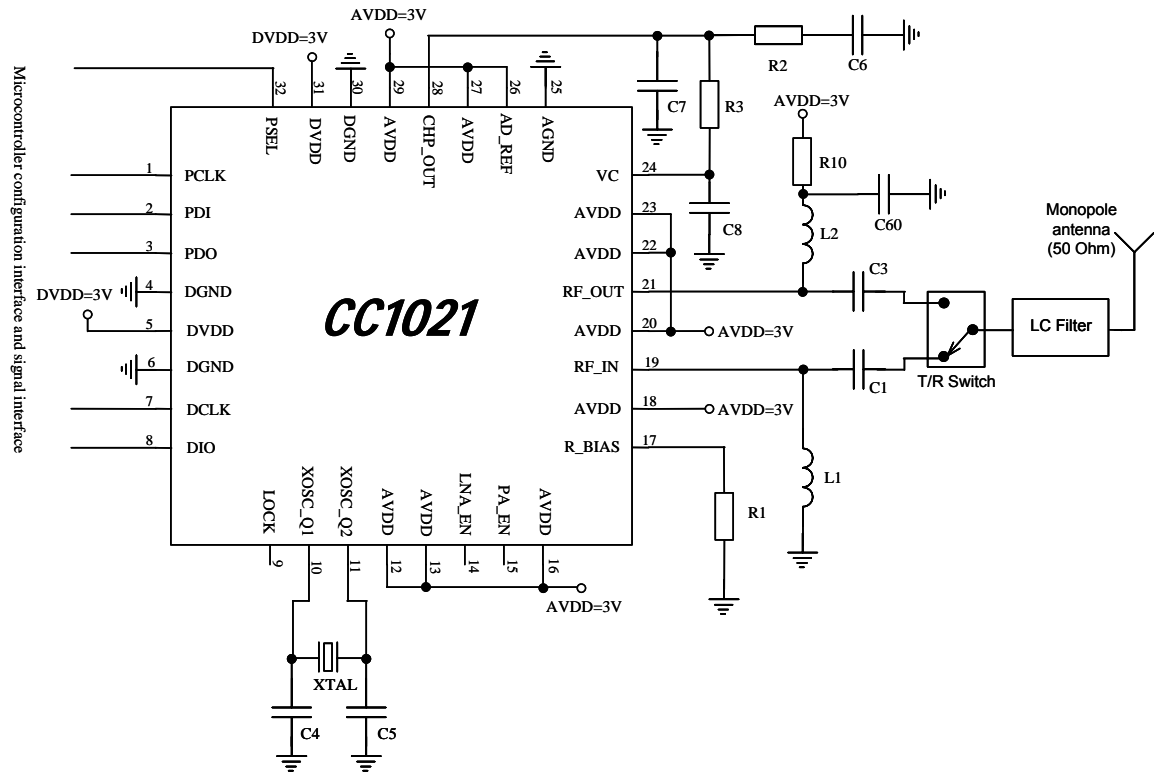 AVDD=3V
DVDD=3V
R2
C6
Microcontroller configuration interface and signal interface
32
31
30
29
28
27
26
25
C7
R3
AVDD=3V
PSEL
DVDD
DGND
AVDD
CHP_OUT
AVDD
AD_REF
AGND
R10
1
PCLK
VC
24
2
PDI
AVDD
23
C8
L2
C60
Monopole
antenna
(50 Ohm)
3
PDO
AVDD
22
DVDD=3V
4
DGND
RF_OUT
21
C3
CC1021
5
DVDD
AVDD
20
AVDD=3V
LC Filter
6
DGND
RF_IN
19
C1
T/R Switch
7
DCLK
AVDD
18
AVDD=3V
8
DIO
R_BIAS
17
L1
R1
LOCK
XOSC_Q1
XOSC_Q2
AVDD
AVDD
LNA_EN
PA_EN
AVDD
9
10
11
12
13
14
15
16
AVDD=3V
XTAL
C4
C5